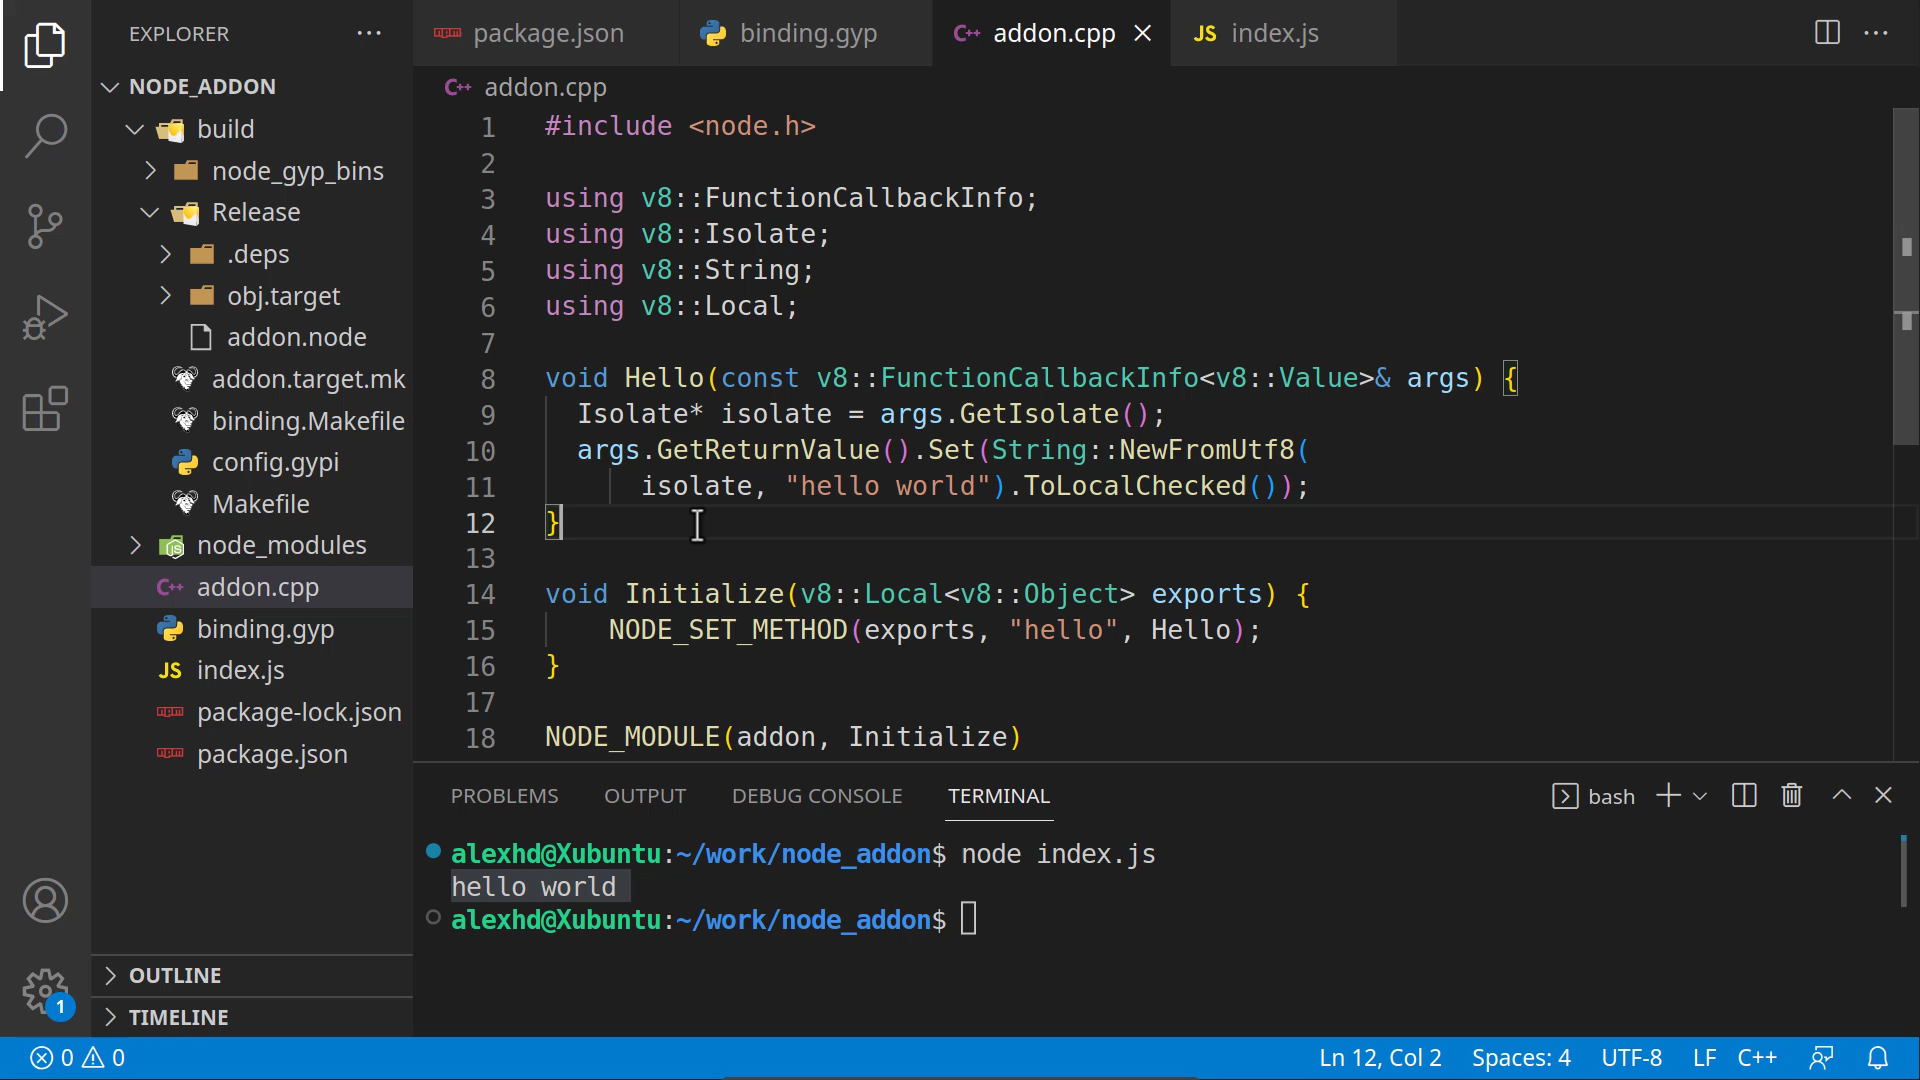 EXPLORER
NODE_ADDON
build
node_gyp_bins
Release
.deps
obj.target
addon.node
addon.target.mk
binding.Makefile
config.gypi
Makefile
node_modules
addon.cpp
binding.gyp
JS index.js
package-lock.json
package.json
OUTLINE
TIMELINE
1
package.json
binding.gyp
C++ addon.cpp
JS index.js
C++ addon.cpp
1 #include <node.h>
2
3 using v8::FunctionCallbackInfo;
4 using v8::Isolate;
5 using v8::String;
6 using v8::Local;
7
8 void Hello(const v8::FunctionCallbackInfo<v8::Value>& args) {
9 Isolate* isolate = args.GetIsolate();
10 args.GetReturnValue().Set(String::NewFromUtf8(
11 isolate, "hello world").ToLocalChecked());
12 }
13
14 void Initialize(v8::Local<v8::Object> exports) {
15 NODE_SET_METHOD(exports, "hello", Hello);
16 }
17
18 NODE_MODULE(addon, Initialize)
PROBLEMS OUTPUT DEBUG CONSOLE TERMINAL bash
alexhd@Xubuntu:~/work/node_addon$ node index.js
hello world
alexhd@Xubuntu:~/work/node_addon$
0 0 Ln 12, Col 2 Spaces: 4 UTF-8 LF C++